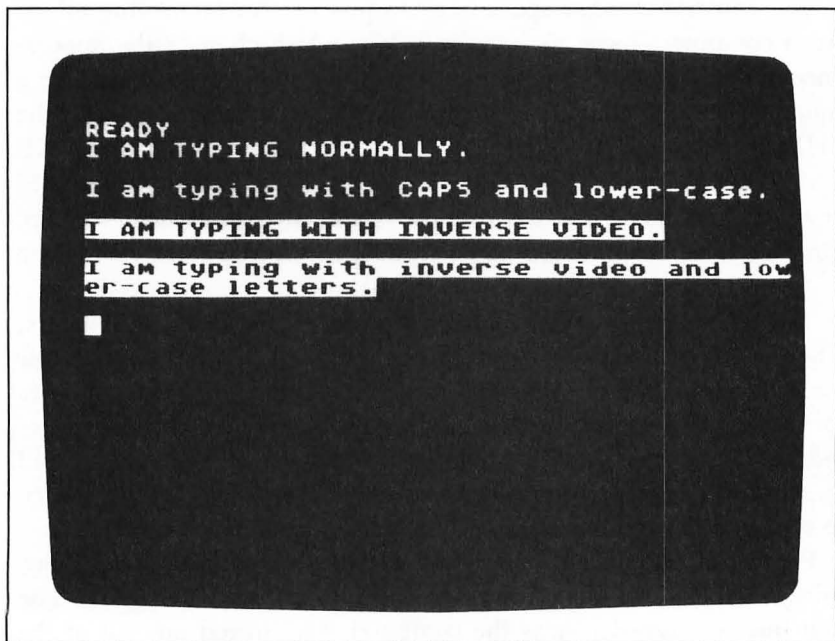 READY
I AM TYPING NORMALLY.
I am typing with CAPS and lower-case.
I AM TYPING WITH INVERSE VIDEO.
I am typing with inverse video and low
er-case letters.